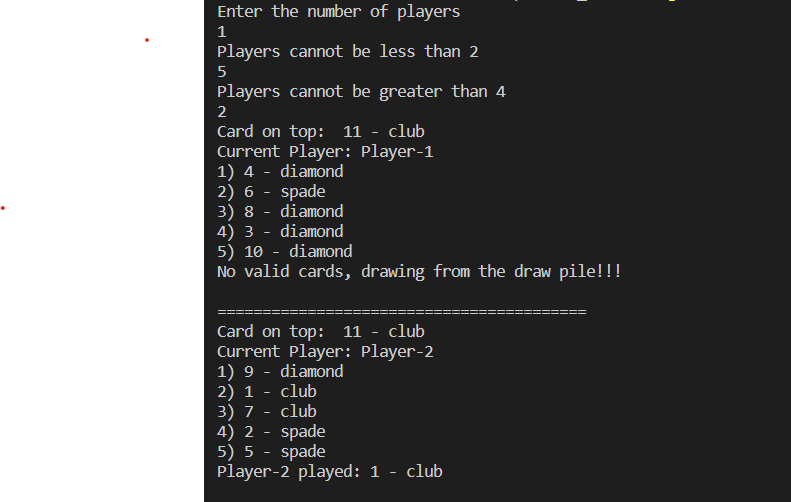 Enter the number of players
1
Players cannot be less than 2
5
Players cannot be greater than 4
2
Card on top:  11 - club
Current Player: Player-1
1) 4 - diamond
2) 6 - spade
3) 8 - diamond
4) 3 - diamond
5) 10 - diamond
No valid cards, drawing from the draw pile!!!
=========================================
Card on top:  11 - club
Current Player: Player-2
1) 9 - diamond
2) 1 - club
3) 7 - club
4) 2 - spade
5) 5 - spade
Player-2 played: 1 - club